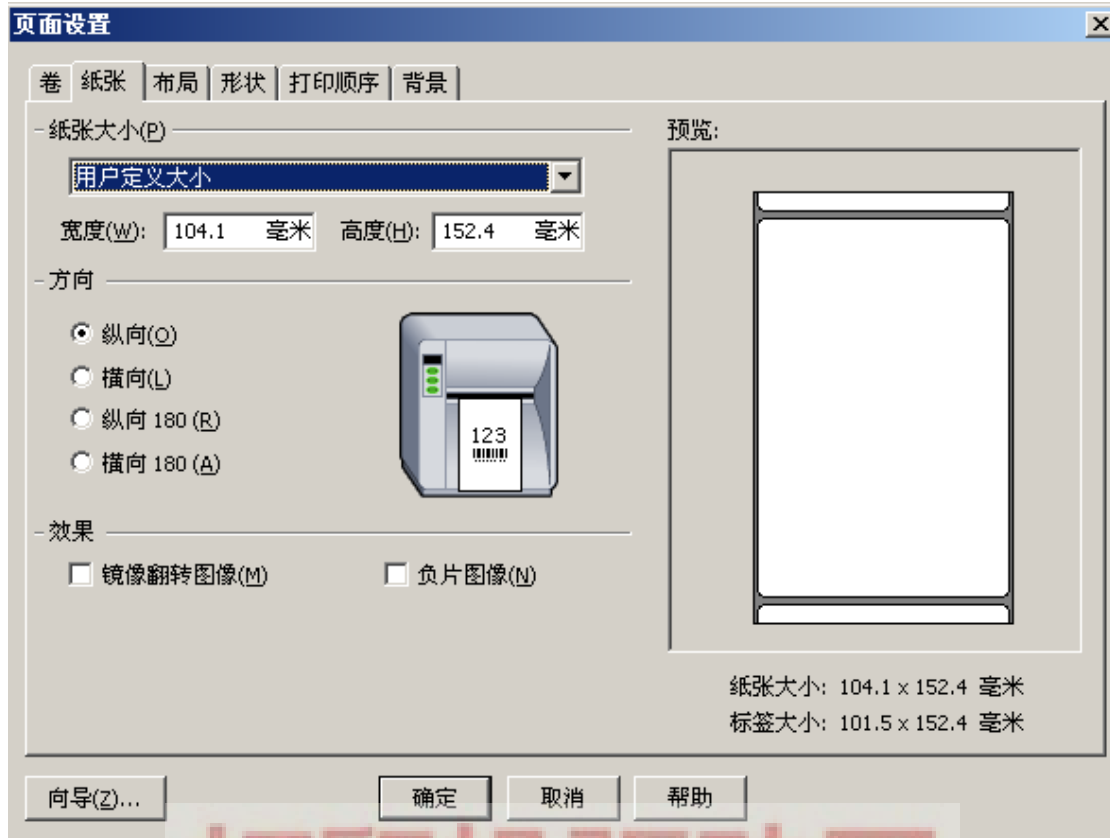 页面设置
卷 纸张 布局 形状 打印顺序 背景
纸张大小(P)
用户定义大小
宽度(W): 104.1 毫米 高度(H): 152.4 毫米
方向
纵向(O)
横向(L)
纵向 180 (R)
横向 180 (A)
123
效果
镜像翻转图像(M) 负片图像(N)
预览:
纸张大小: 104.1 x 152.4 毫米
标签大小: 101.5 x 152.4 毫米
向导(Z)... 确定 取消 帮助